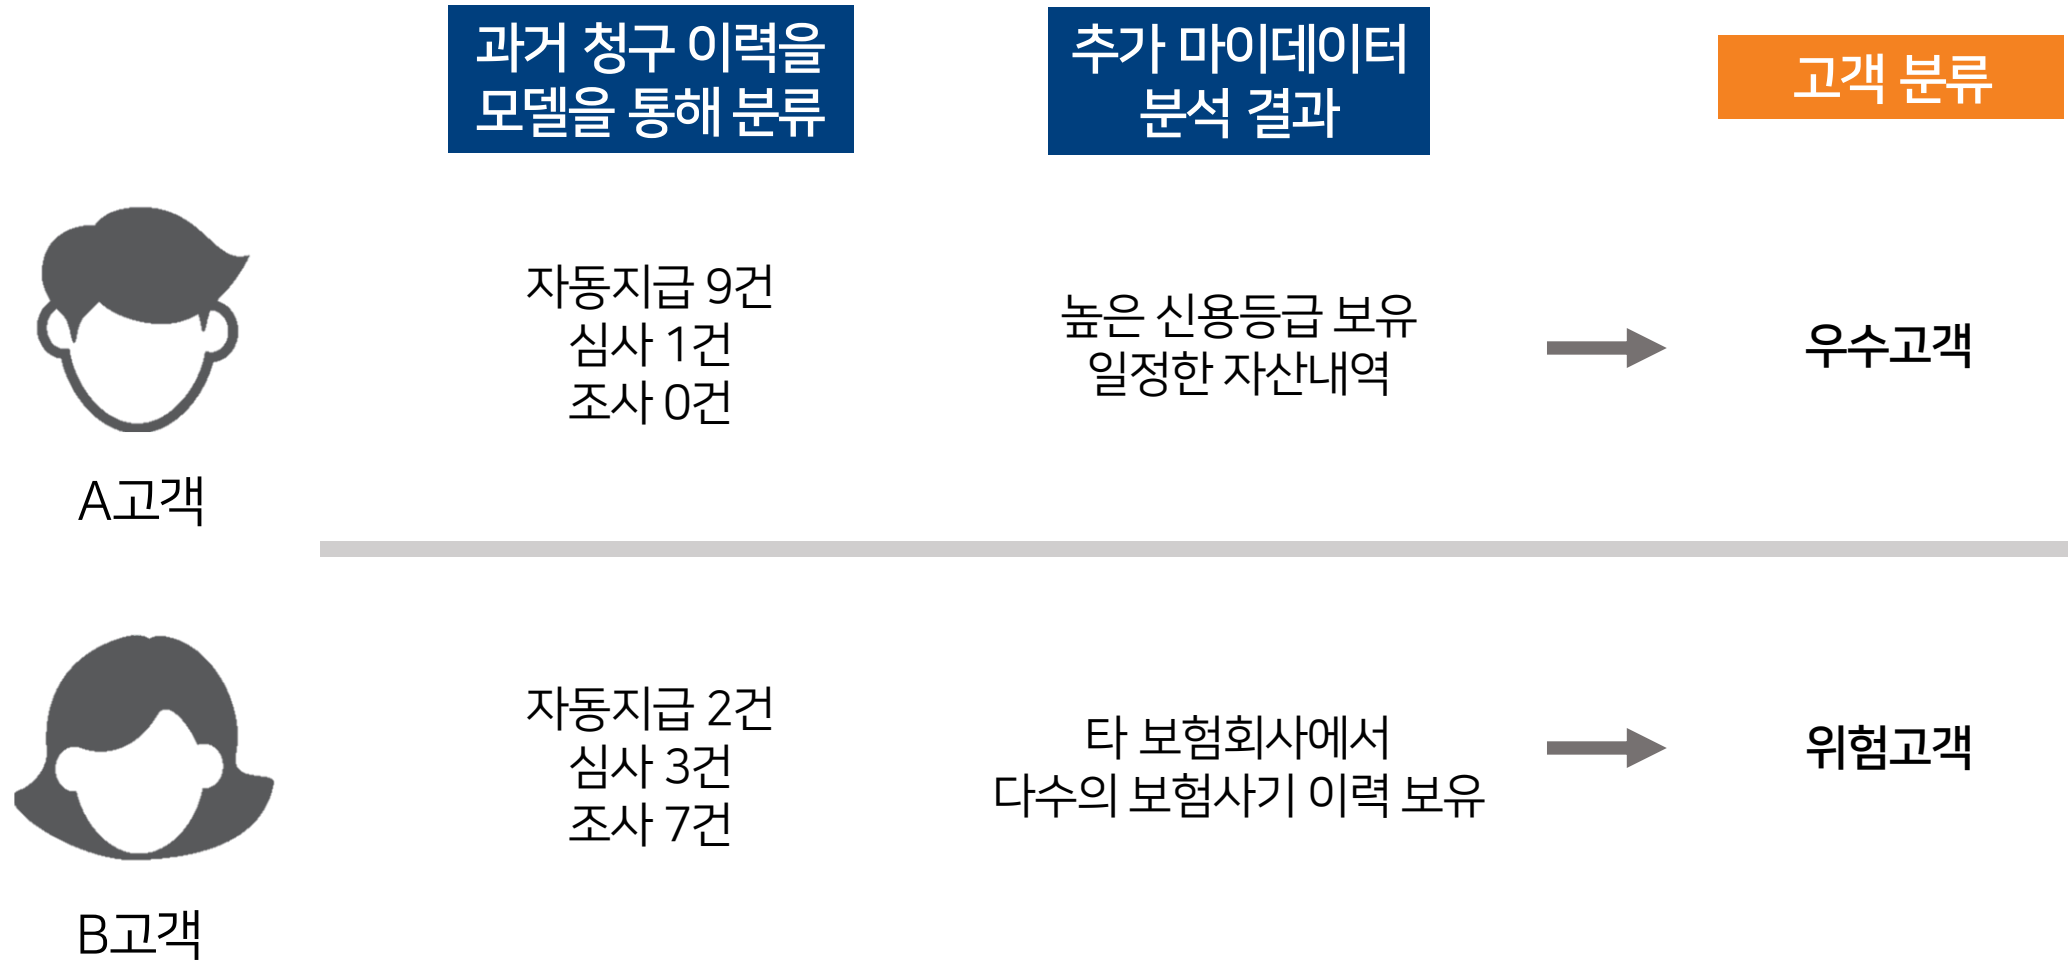 과거 청구 이력을
모델을 통해 분류
추가 마이데이터
분석 결과
고객 분류
자동지급 9건
심사 1건
조사 0건
높은 신용등급 보유
일정한 자산내역
우수고객
A고객
자동지급 2건
심사 3건
조사 7건
타 보험회사에서
다수의 보험사기 이력 보유
위험고객
B고객